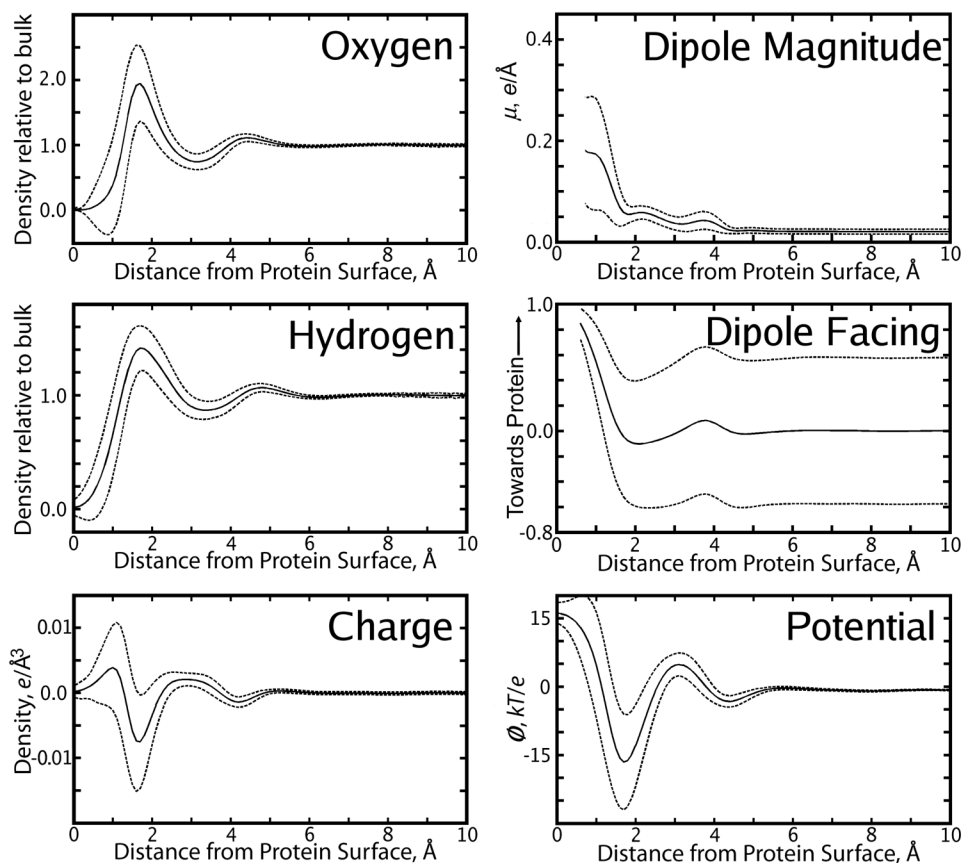 Oxygen
Density relative to bulk
2.0
1.0
0.0
0 2 4 6 8 10
Distance from Protein Surface, Å
Dipole Magnitude
μ, e/Å
0.4
0.2
0.0
0 2 4 6 8 10
Distance from Protein Surface, Å
Hydrogen
Density relative to bulk
1.0
0.0
0 2 4 6 8 10
Distance from Protein Surface, Å
Dipole Facing
Towards Protein→
1.0
0.0
-0.8
0 2 4 6 8 10
Distance from Protein Surface, Å
Charge
Density, e/Å³
0.01
0.0
-0.01
0 2 4 6 8 10
Distance from Protein Surface, Å
Potential
Φ, kT/e
15
0
-15
0 2 4 6 8 10
Distance from Protein Surface, Å